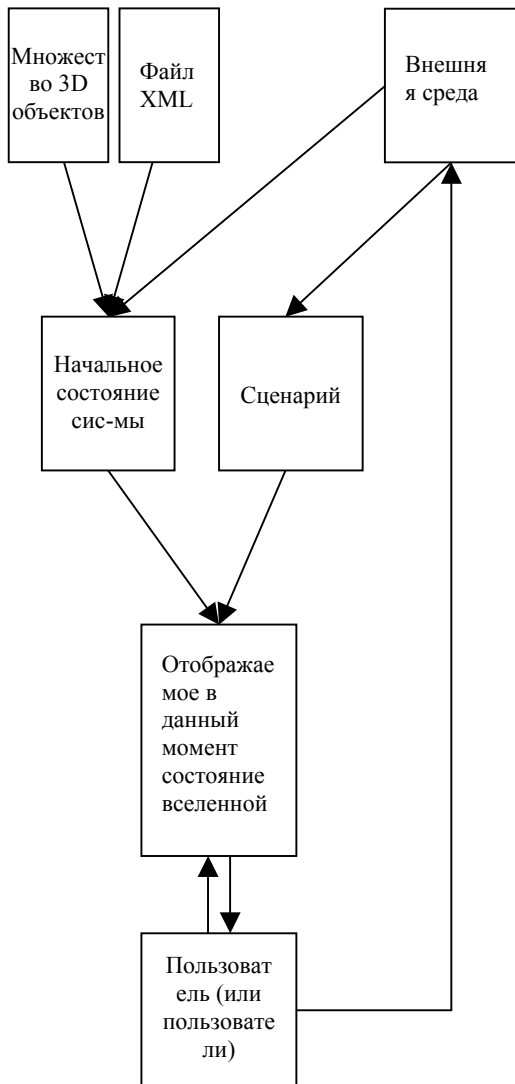 Множест
во 3D
объектов
Файл
XML
Внешня
я среда
Начальное
состояние
сис-мы
Сценарий
Отображае
мое в
данный
момент
состояние
вселенной
Пользоват
ель (или
пользовате
ли)